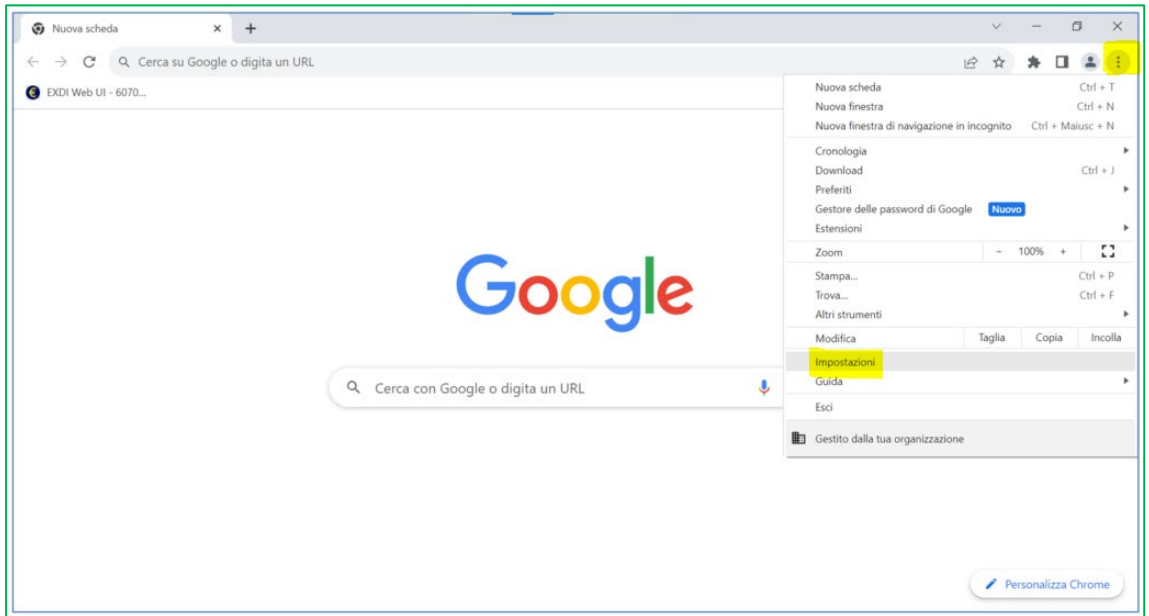 Nuova scheda
Cerca su Google o digita un URL
EXDI Web UI - 6070...
Nuova scheda Ctrl + T
Nuova finestra Ctrl + N
Nuova finestra di navigazione in incognito Ctrl + Maiusc + N
Cronologia
Download Ctrl + J
Preferiti
Gestore delle password di Google Nuovo
Estensioni
Zoom - 100% +
Stampa... Ctrl + P
Trova... Ctrl + F
Altri strumenti
Modifica Taglia Copia Incolla
Impostazioni
Guida
Esci
Gestito dalla tua organizzazione
Google
Cerca con Google o digita un URL
Personalizza Chrome